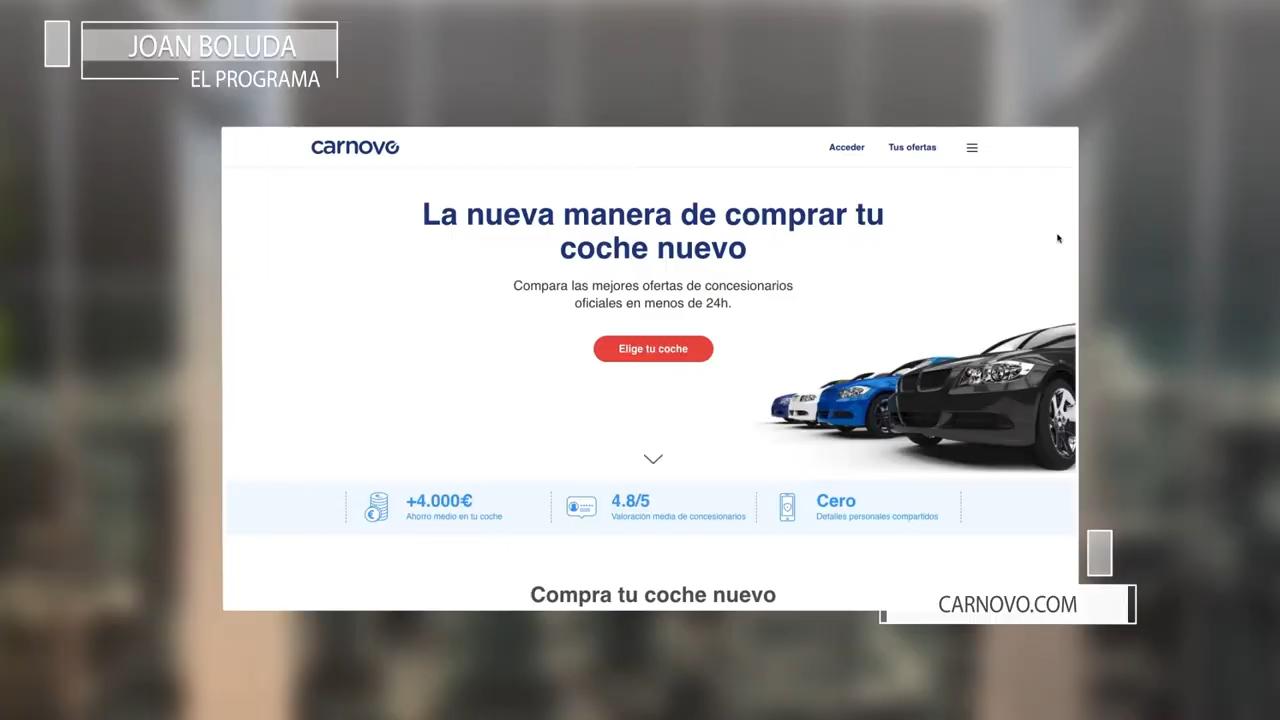 JOAN BOLUDA
EL PROGRAMA
carnovo
Acceder
Tus ofertas
La nueva manera de comprar tu
coche nuevo
Compara las mejores ofertas de concesionarios
oficiales en menos de 24h.
Elige tu coche
+4.000€
Ahorro medio en tu coche
4.8/5
Valoración media de concesionarios
Cero
Detalles personales compartidos
Compra tu coche nuevo
CARNOVO.COM